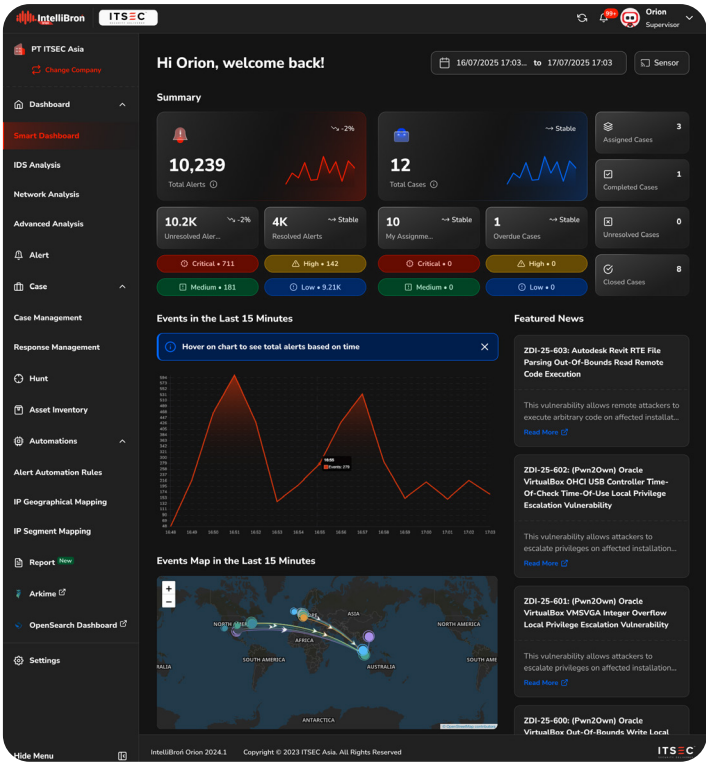 IntelliBron
ITSEC
99+
Orion
Supervisor
PT ITSEC Asia
Change Company
Dashboard
Smart Dashboard
IDS Analysis
Network Analysis
Advanced Analysis
Alert
Case
Case Management
Response Management
Hunt
Asset Inventory
Automations
Alert Automation Rules
IP Geographical Mapping
IP Segment Mapping
Report New
Arkime
OpenSearch Dashboard
Settings
Hide Menu
Hi Orion, welcome back!
16/07/2025 17:03... to 17/07/2025 17:03
Sensor
Summary
-2%
10,239
Total Alerts
Stable
12
Total Cases
3
Assigned Cases
1
Completed Cases
0
Unresolved Cases
8
Closed Cases
10.2K -2%
Unresolved Aler...
4K Stable
Resolved Alerts
10 Stable
My Assignme...
1 Stable
Overdue Cases
Critical • 711
High • 142
Critical • 0
High • 0
Medium • 181
Low • 9.21K
Medium • 0
Low • 0
Events in the Last 15 Minutes
Hover on chart to see total alerts based on time
16:55
Events: 275
Events Map in the Last 15 Minutes
+
−
ASIA
NORTH AMERICA
AFRICA
SOUTH AMERICA
AUSTRALIA
SOUTH AME
RALIA
ANTARCTICA
Featured News
ZDI-25-603: Autodesk Revit RTE File
Parsing Out-Of-Bounds Read Remote
Code Execution
This vulnerability allows remote attackers to
execute arbitrary code on affected installat...
Read More
ZDI-25-602: (Pwn2Own) Oracle
VirtualBox OHCI USB Controller Time-
Of-Check Time-Of-Use Local Privilege
Escalation Vulnerability
This vulnerability allows attackers to
escalate privileges on affected installation...
Read More
ZDI-25-601: (Pwn2Own) Oracle
VirtualBox VMSVGA Integer Overflow
Local Privilege Escalation Vulnerability
This vulnerability allows attackers to
escalate privileges on affected installation...
Read More
ZDI-25-600: (Pwn2Own) Oracle
VirtualBox Out-Of-Bounds Write Local
IntelliBron Orion 2024.1
Copyright © 2023 ITSEC Asia. All Rights Reserved
ITSEC